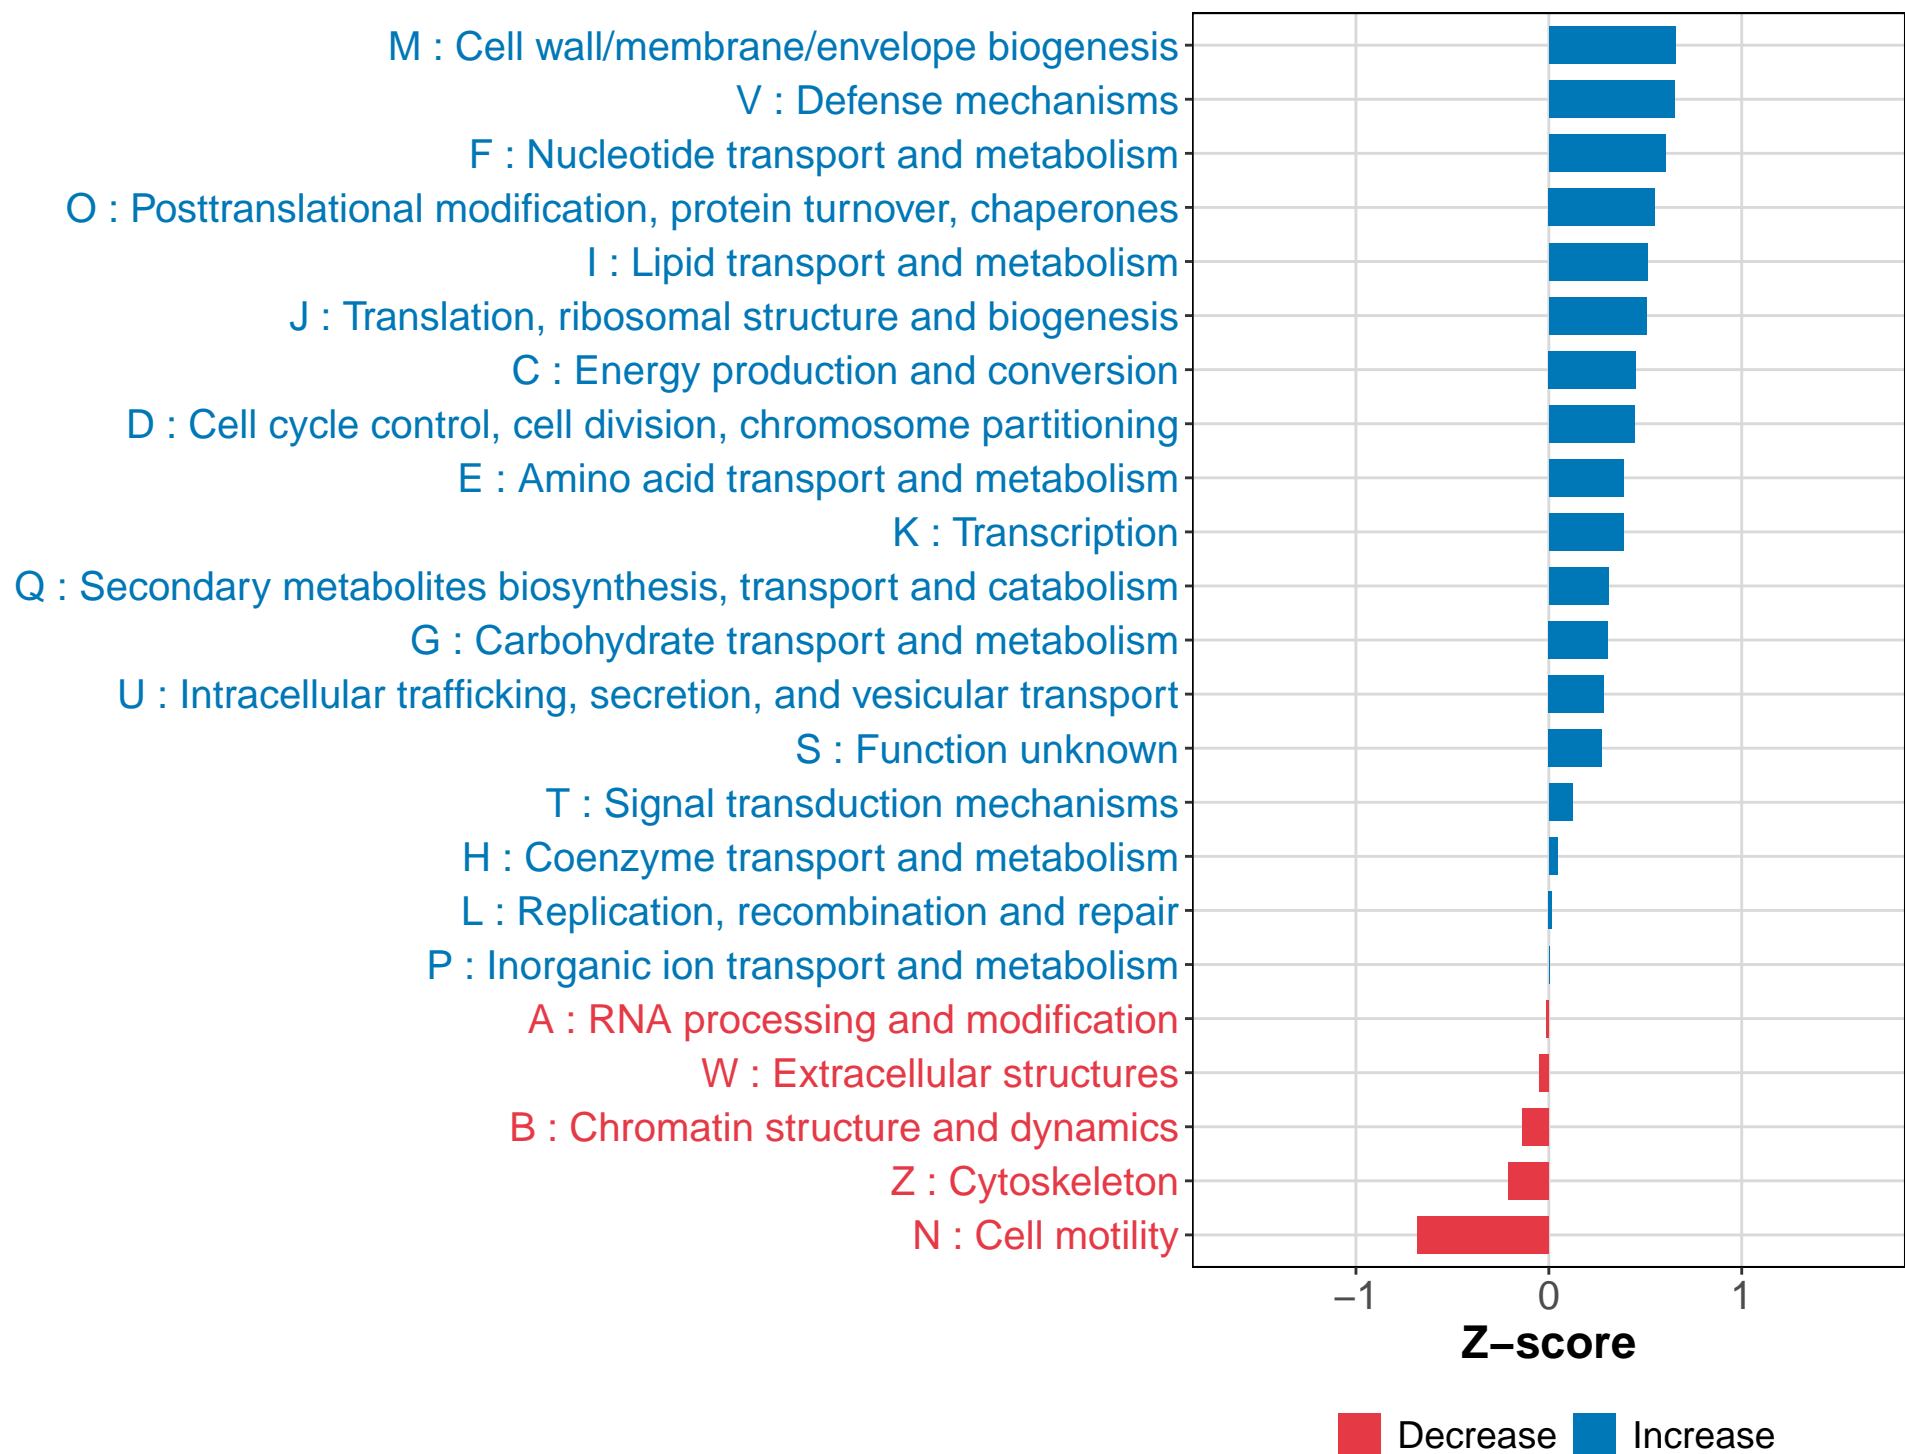 M : Cell wall/membrane/envelope biogenesis
V : Defense mechanisms
F : Nucleotide transport and metabolism
O : Posttranslational modification, protein turnover, chaperones
I : Lipid transport and metabolism
J : Translation, ribosomal structure and biogenesis
C : Energy production and conversion
D : Cell cycle control, cell division, chromosome partitioning
E : Amino acid transport and metabolism
K : Transcription
Q : Secondary metabolites biosynthesis, transport and catabolism
G : Carbohydrate transport and metabolism
U : Intracellular trafficking, secretion, and vesicular transport
S : Function unknown
T : Signal transduction mechanisms
H : Coenzyme transport and metabolism
L : Replication, recombination and repair
P : Inorganic ion transport and metabolism
A : RNA processing and modification
W : Extracellular structures
B : Chromatin structure and dynamics
Z : Cytoskeleton
N : Cell motility
−1 0 1
Z−score
Decrease Increase